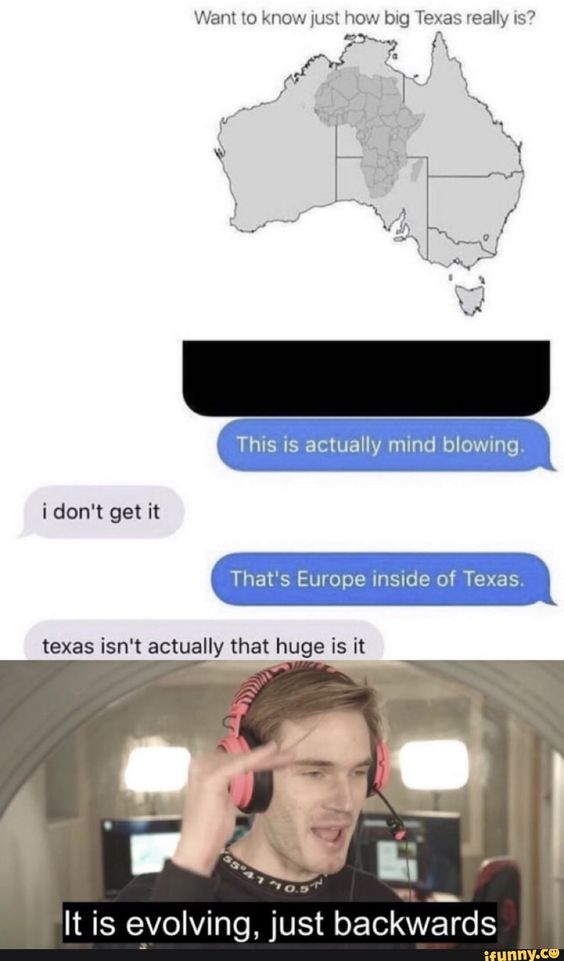 Want to know just how big Texas really is?
This is actually mind blowing.
i don't get it
That's Europe inside of Texas.
texas isn't actually that huge is it
It is evolving, just backwards
ifunny.co